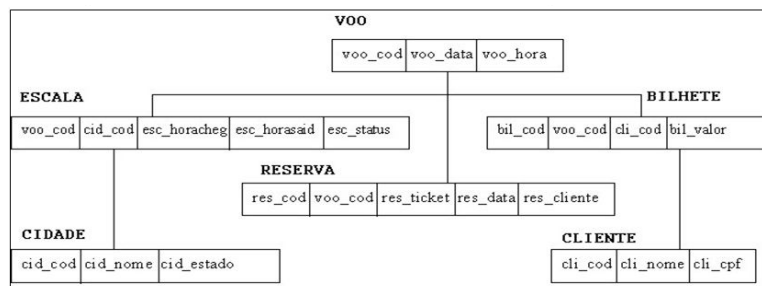 VOO
voo_cod voo_data voo_hora
ESCALA BILHETE
voo_cod cid_cod esc_horacheg esc_horasaid esc_status bil_cod voo_cod cli_cod bil_valor
RESERVA
res_cod voo_cod res_ticket res_data res_cliente
CIDADE CLIENTE
cid_cod cid_nome cid_estado cli_cod cli_nome cli_cpf